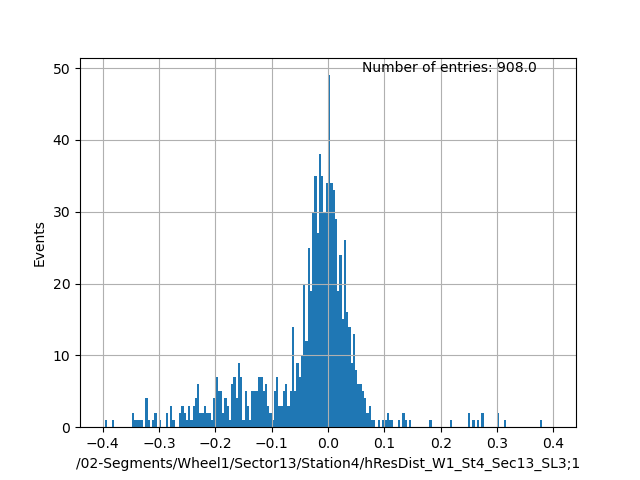 Number of entries: 908.0
50
40
30
20
10
0
Events
−0.4 −0.3 −0.2 −0.1 0.0 0.1 0.2 0.3 0.4
/02-Segments/Wheel1/Sector13/Station4/hResDist_W1_St4_Sec13_SL3;1